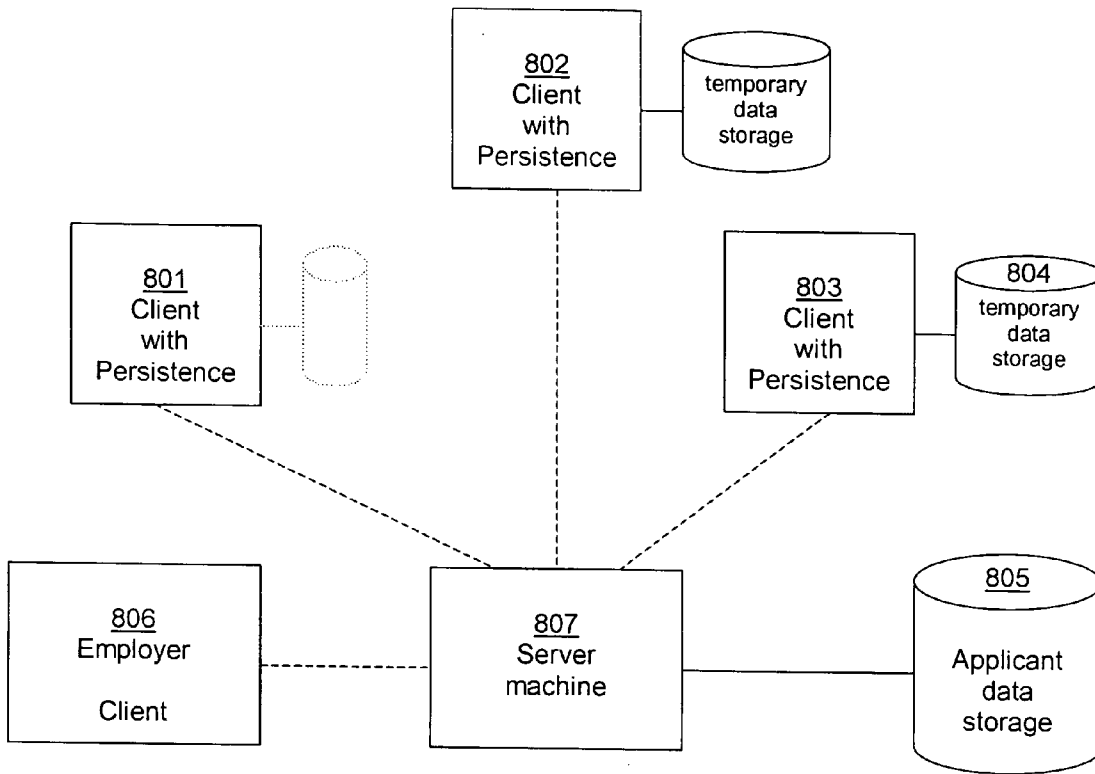 802
Client
with
Persistence
temporary
data
storage
801
Client
with
Persistence
803
Client
with
Persistence
804
temporary
data
storage
806
Employer
Client
807
Server
machine
805
Applicant
data
storage